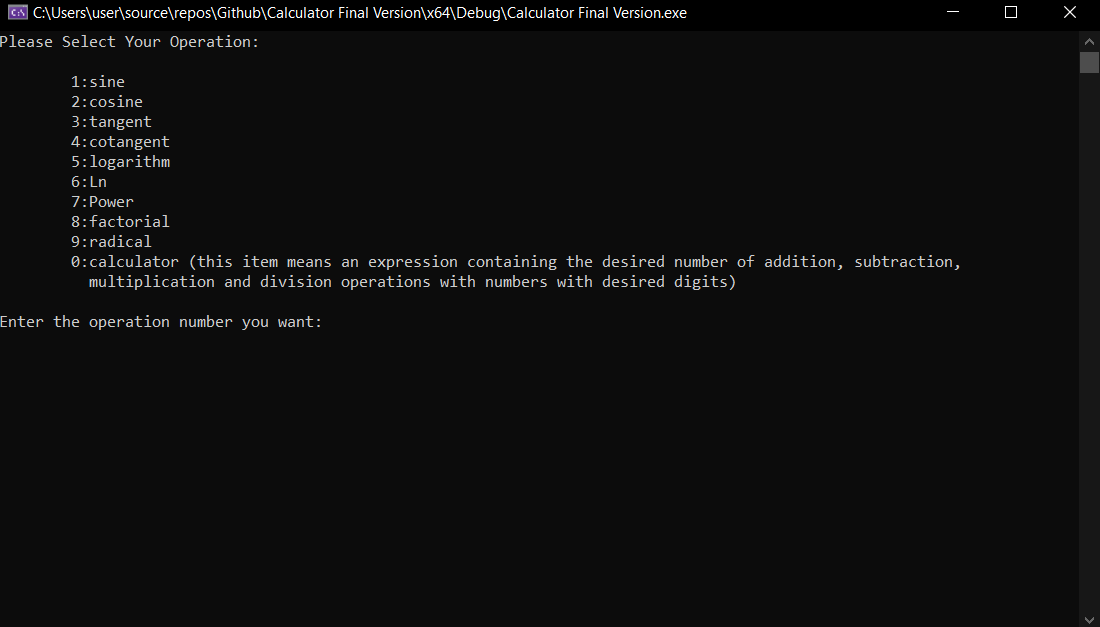 C:\Users\user\source\repos\Github\Calculator Final Version\x64\Debug\Calculator Final Version.exe
Please Select Your Operation:
1:sine
2:cosine
3:tangent
4:cotangent
5:logarithm
6:Ln
7:Power
8:factorial
9:radical
0:calculator (this item means an expression containing the desired number of addition, subtraction,
multiplication and division operations with numbers with desired digits)
Enter the operation number you want: